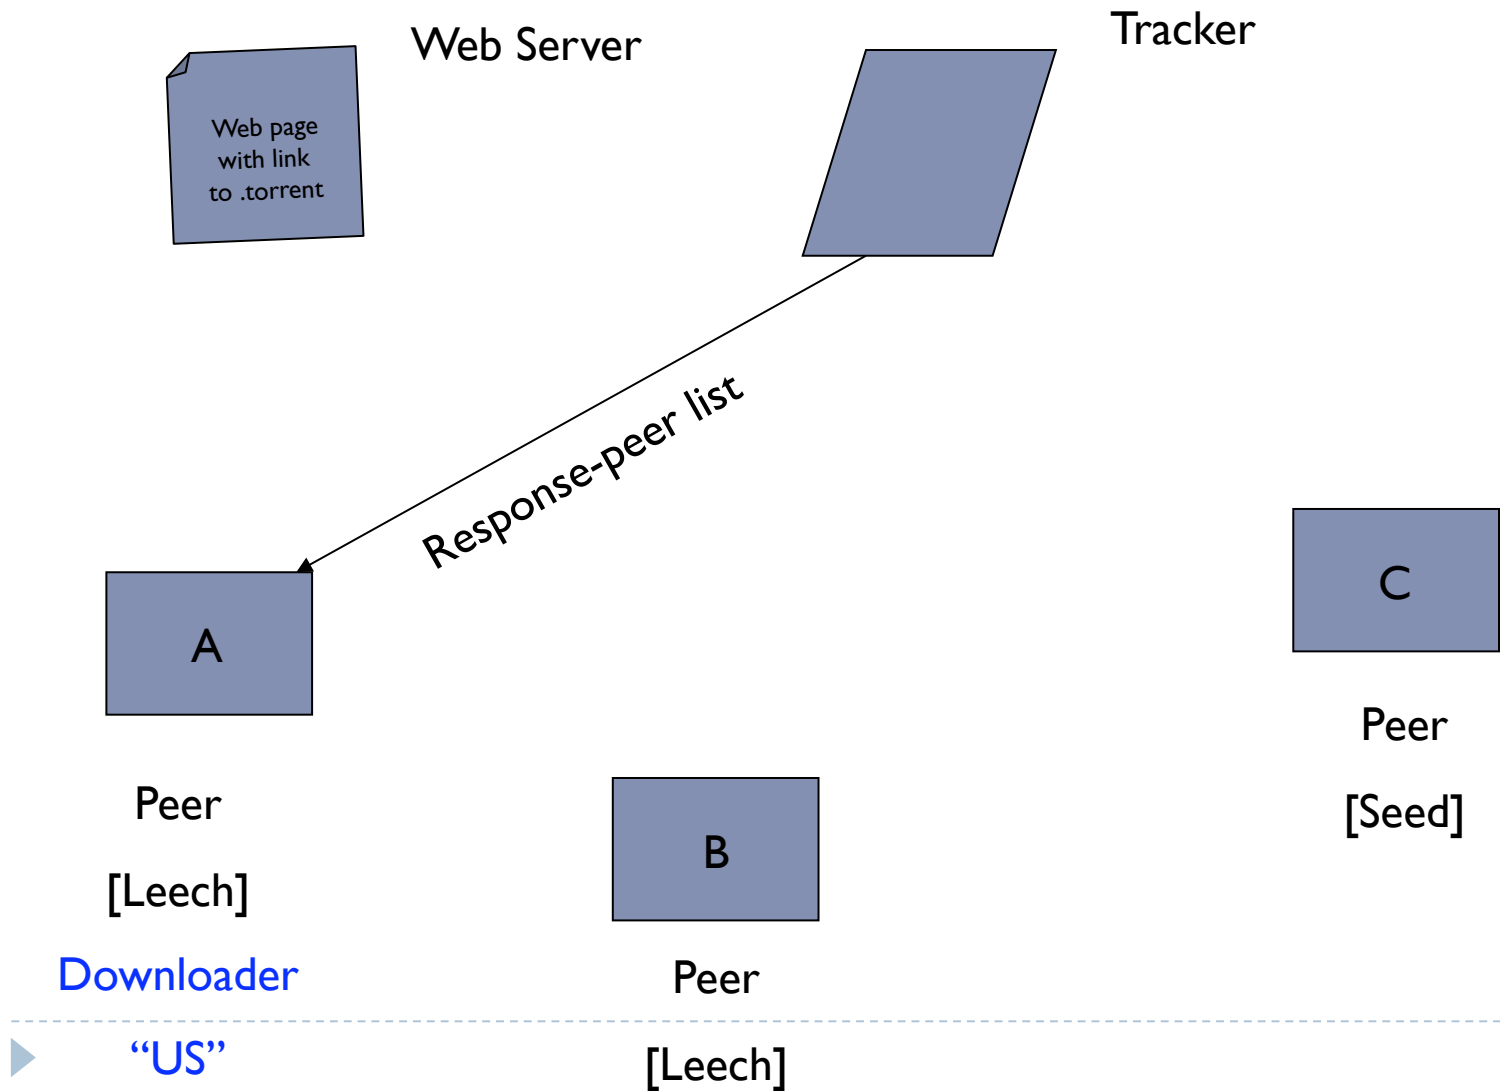 Web Server
Tracker
Web page
with link
to .torrent
Response-peer list
A
C
Peer
[Seed]
Peer
[Leech]
Downloader
"US"
B
Peer
[Leech]